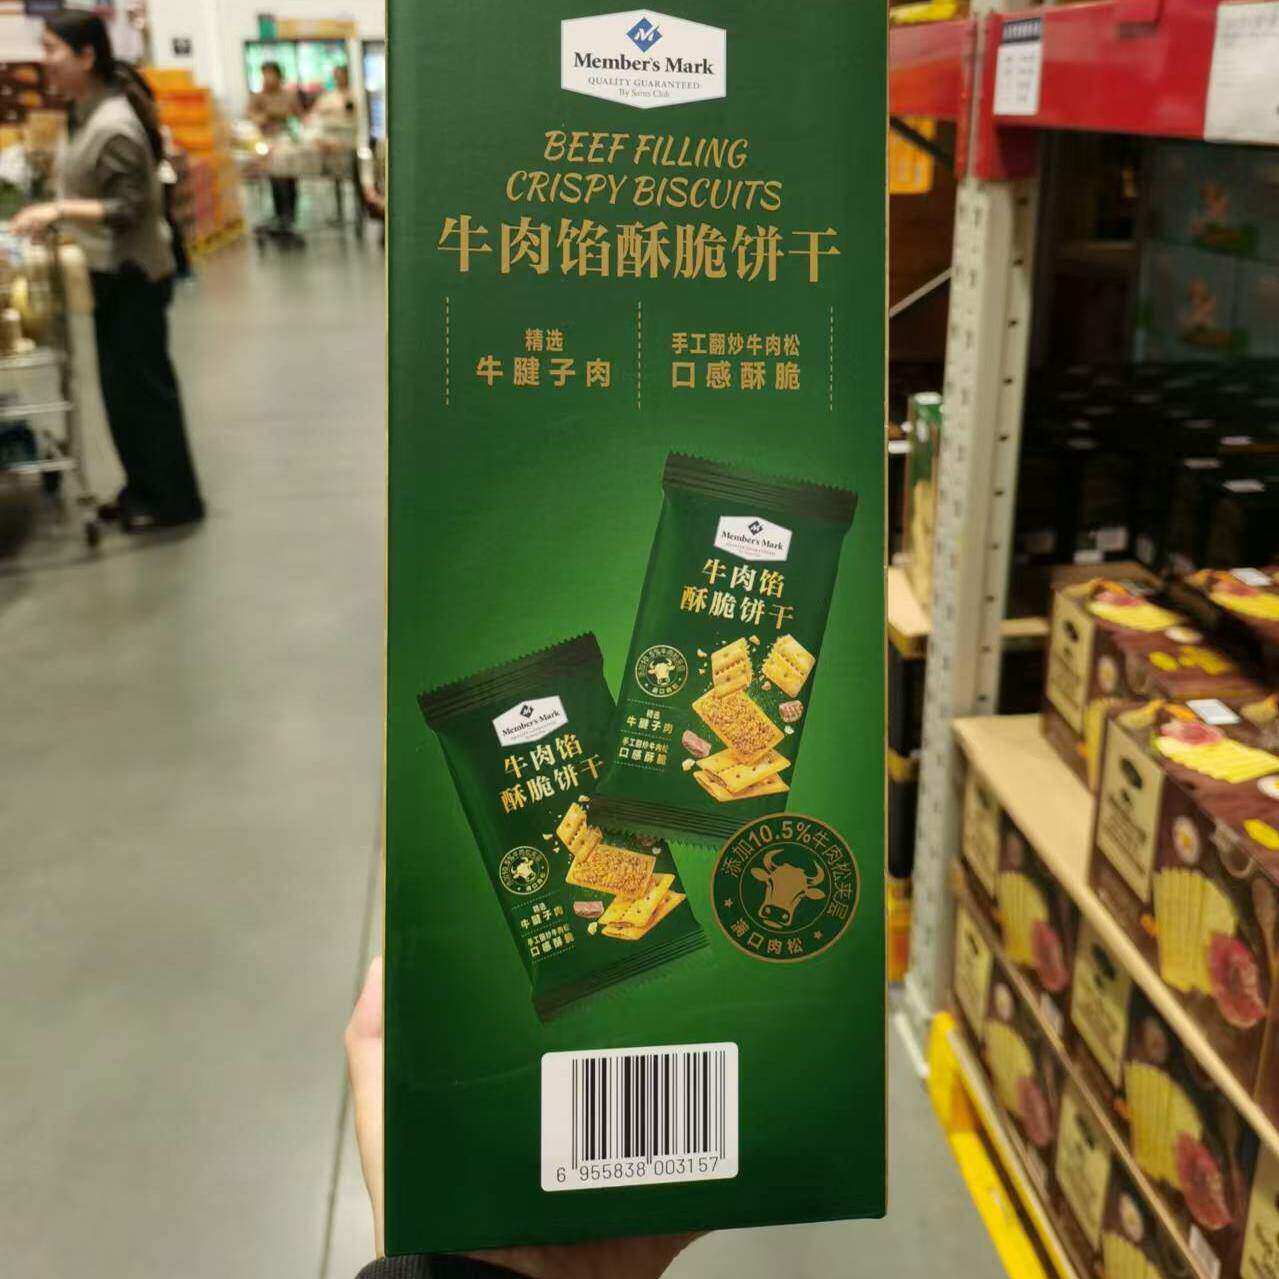 Member's Mark
QUALITY GUARANTEED
By Sam's Club
BEEF FILLING
CRISPY BISCUITS
牛肉馅酥脆饼干
精选
牛腱子肉
手工翻炒牛肉松
口感酥脆
Member's Mark
牛肉馅
酥脆饼干
精选
牛腱子肉
手工翻炒牛肉松
口感酥脆
Member's Mark
牛肉馅
酥脆饼干
精选
牛腱子肉
手工翻炒牛肉松
口感酥脆
添加10.5%牛肉松夹层
满口肉松
6 955838 003157